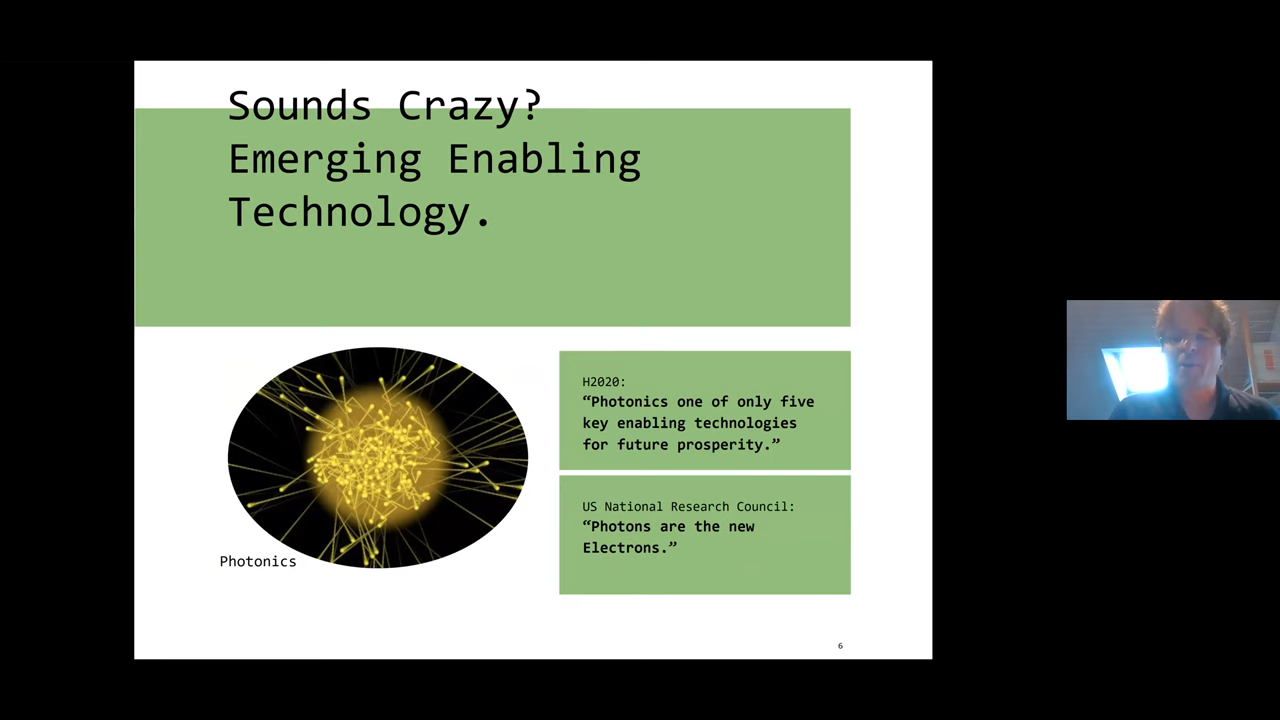 Sounds Crazy?
Emerging Enabling
Technology.
Photonics
H2020:
“Photonics one of only five
key enabling technologies
for future prosperity.”
US National Research Council:
“Photons are the new
Electrons.”
6